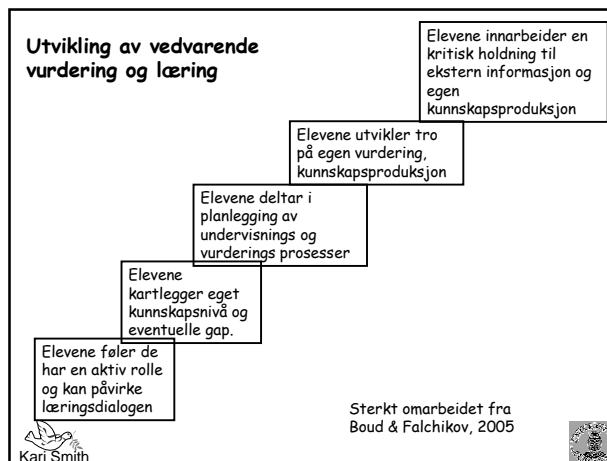 Utvikling av vedvarende
vurdering og læring
Elevene innarbeider en
kritisk holdning til
ekstern informasjon og
egen
kunnskapsproduksjon
Elevene utvikler tro
på egen vurdering,
kunnskapsproduksjon
Elevene deltar i
planlegging av
undervisnings og
vurderings prosesser
Elevene
kartlegger eget
kunnskapsnivå og
eventuelle gap.
Elevene føler de
har en aktiv rolle
og kan påvirke
læringsdialogen
Sterkt omarbeidet fra
Boud & Falchikov, 2005
Kari Smith